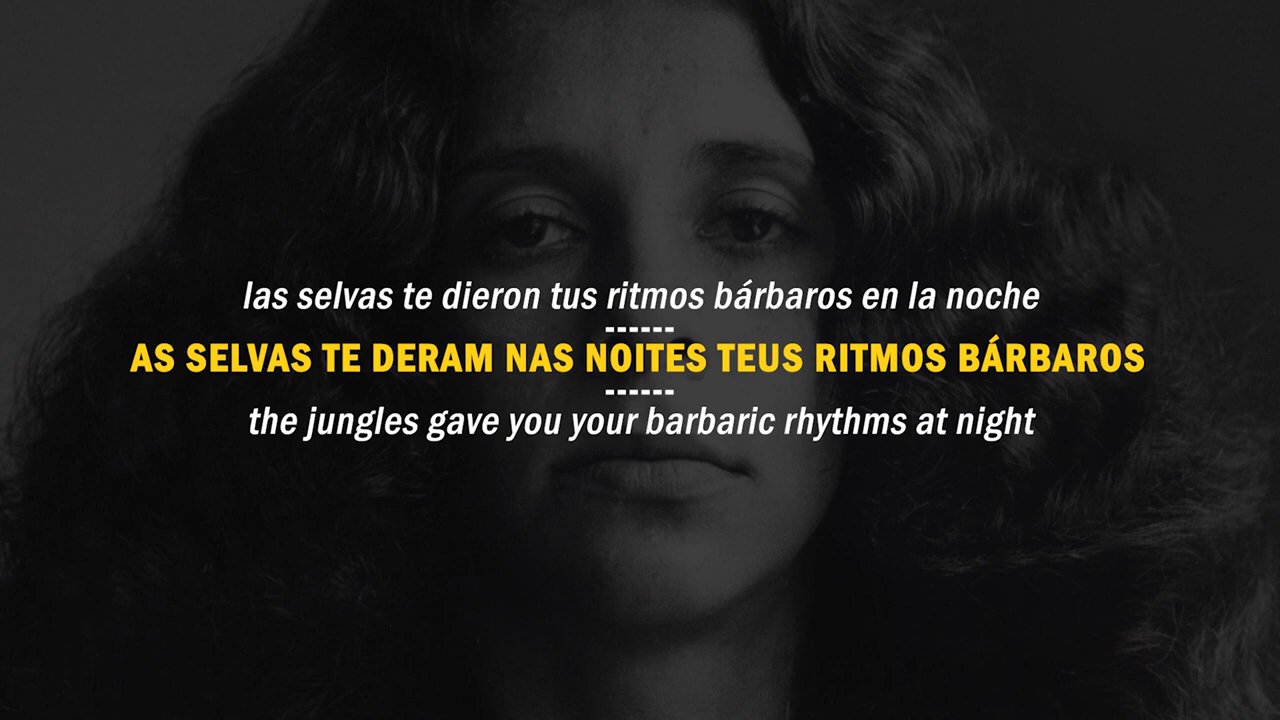 las selvas te dieron tus ritmos bárbaros en la noche
------
AS SELVAS TE DERAM NAS NOITES TEUS RITMOS BÁRBAROS
------
the jungles gave you your barbaric rhythms at night